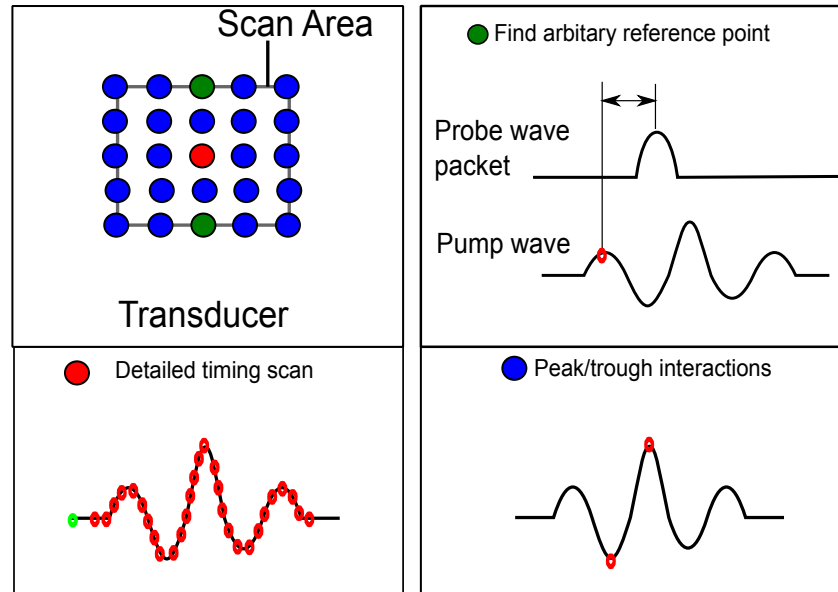 Scan Area
Transducer
Find arbitary reference point
Probe wave
packet
Pump wave
Detailed timing scan
Peak/trough interactions